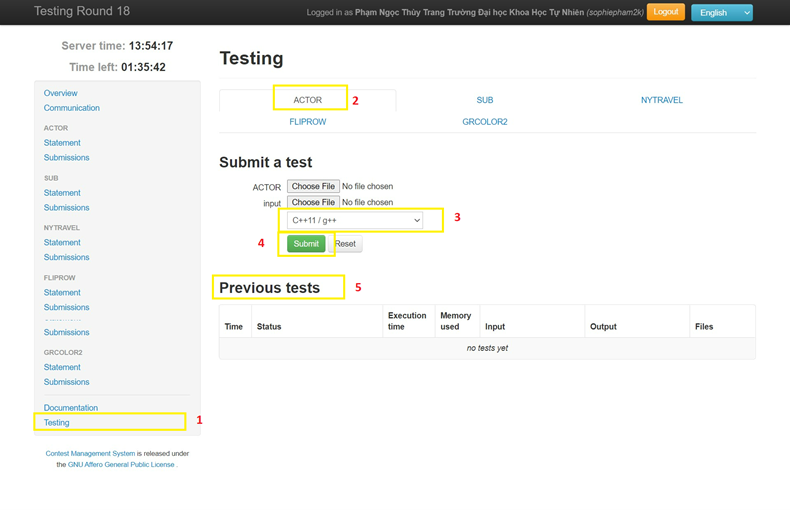 Testing Round 18
Logged in as Phạm Ngọc Thùy Trang Trường Đại học Khoa Học Tự Nhiên (sophiepham2k) Logout English
Server time: 13:54:17
Time left: 01:35:42
Overview
Communication
ACTOR
Statement
Submissions
SUB
Statement
Submissions
NYTRAVEL
Statement
Submissions
FLIPROW
Statement
Submissions
Submissions
GRCOLOR2
Statement
Submissions
Documentation
Testing 1
Contest Management System is released under
the GNU Affero General Public License .
Testing
ACTOR 2 SUB NYTRAVEL
FLIPROW GRCOLOR2
Submit a test
ACTOR Choose File No file chosen
input Choose File No file chosen
C++11 / g++ 3
4 Submit Reset
Previous tests 5
Time Status Execution time Memory used Input Output Files
no tests yet